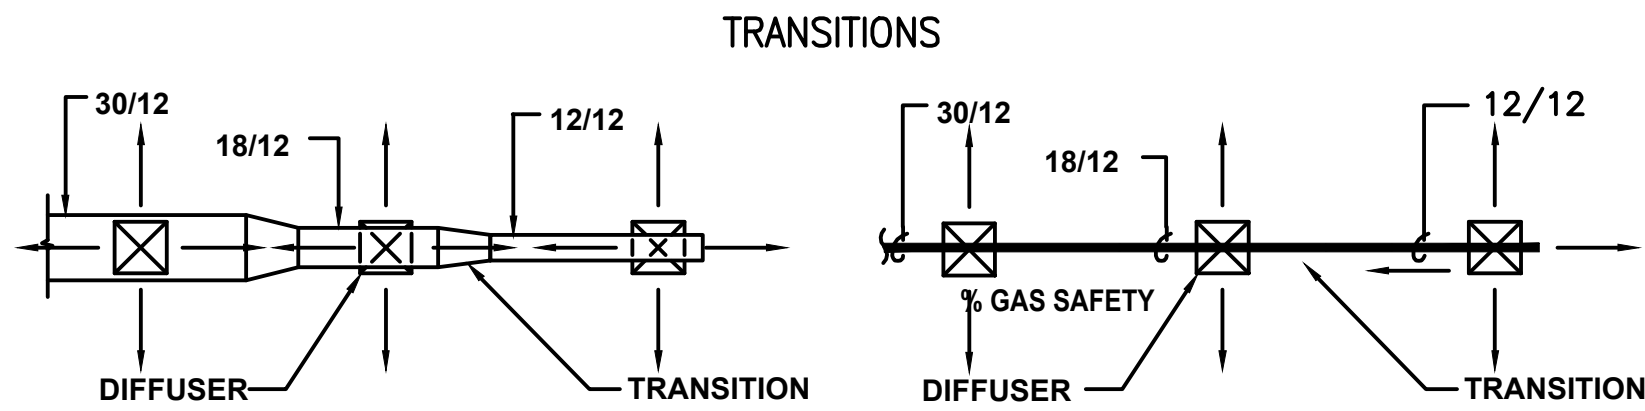 TRANSITIONS
30/12
18/12
12/12
DIFFUSER
TRANSITION
30/12
18/12
12/12
% GAS SAFETY
DIFFUSER
TRANSITION